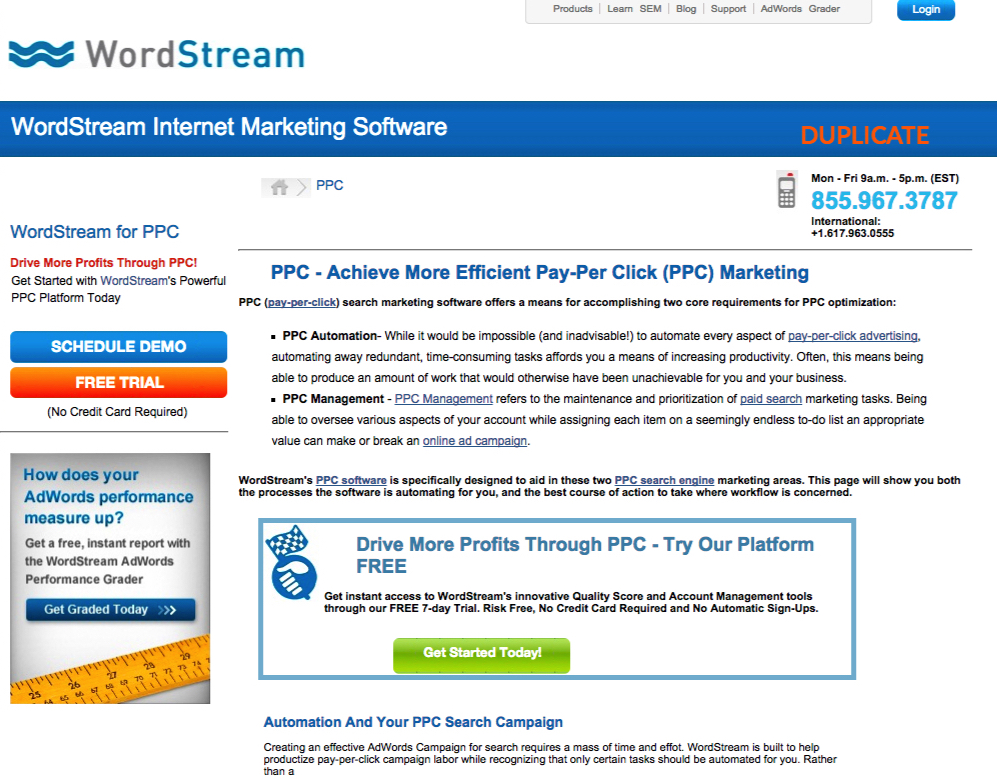 Products | Learn SEM | Blog | Support | AdWords Grader
Login
WordStream
WordStream Internet Marketing Software
DUPLICATE
PPC
Mon - Fri 9a.m. - 5p.m. (EST)
855.967.3787
International:
+1.617.963.0555
WordStream for PPC
Drive More Profits Through PPC!
Get Started with WordStream's Powerful
PPC Platform Today
SCHEDULE DEMO
FREE TRIAL
(No Credit Card Required)
How does your
AdWords performance
measure up?
Get a free, instant report with
the WordStream AdWords
Performance Grader
Get Graded Today >>>
25 26 27 28 29
64 65 66 67 68 69 70 71 72 73 74
PPC - Achieve More Efficient Pay-Per Click (PPC) Marketing
PPC (pay-per-click) search marketing software offers a means for accomplishing two core requirements for PPC optimization:
▪ PPC Automation- While it would be impossible (and inadvisable!) to automate every aspect of pay-per-click advertising,
automating away redundant, time-consuming tasks affords you a means of increasing productivity. Often, this means being
able to produce an amount of work that would otherwise have been unachievable for you and your business.
▪ PPC Management - PPC Management refers to the maintenance and prioritization of paid search marketing tasks. Being
able to oversee various aspects of your account while assigning each item on a seemingly endless to-do list an appropriate
value can make or break an online ad campaign.
WordStream's PPC software is specifically designed to aid in these two PPC search engine marketing areas. This page will show you both
the processes the software is automating for you, and the best course of action to take where workflow is concerned.
Drive More Profits Through PPC - Try Our Platform
FREE
Get instant access to WordStream's innovative Quality Score and Account Management tools
through our FREE 7-day Trial. Risk Free, No Credit Card Required and No Automatic Sign-Ups.
Get Started Today!
Automation And Your PPC Search Campaign
Creating an effective AdWords Campaign for search requires a mass of time and effot. WordStream is built to help
productize pay-per-click campaign labor while recognizing that only certain tasks should be automated for you. Rather
than a